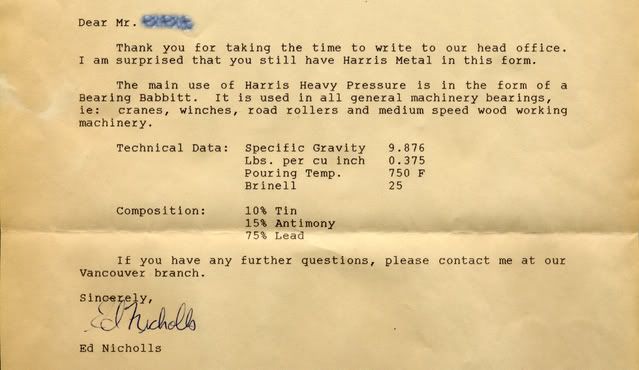 Dear Mr.
Thank you for taking the time to write to our head office.
I am surprised that you still have Harris Metal in this form.
The main use of Harris Heavy Pressure is in the form of a
Bearing Babbitt. It is used in all general machinery bearings,
ie: cranes, winches, road rollers and medium speed wood working
machinery.
Technical Data: Specific Gravity 9.876
Lbs. per cu inch 0.375
Pouring Temp. 750 F
Brinell 25
Composition: 10% Tin
15% Antimony
75% Lead
If you have any further questions, please contact me at our
Vancouver branch.
Sincerely,
Ed Nicholls
Ed Nicholls